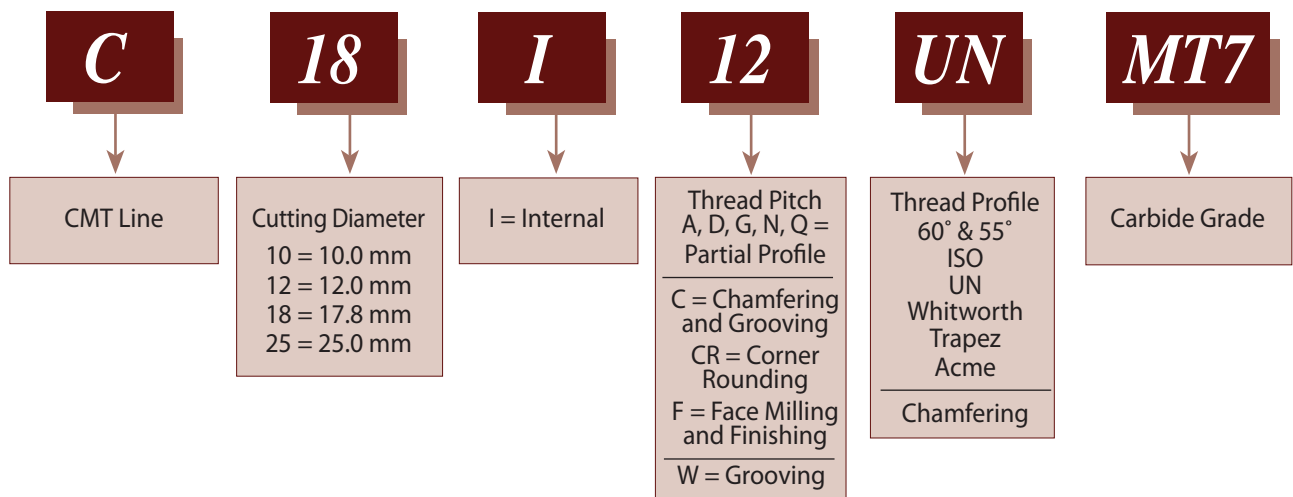 C
18
I
12
UN
MT7
CMT Line
Cutting Diameter
10 = 10.0 mm
12 = 12.0 mm
18 = 17.8 mm
25 = 25.0 mm
I = Internal
Thread Pitch
A, D, G, N, Q =
Partial Profile
C = Chamfering
and Grooving
CR = Corner
Rounding
F = Face Milling
and Finishing
W = Grooving
Thread Profile
60° & 55°
ISO
UN
Whitworth
Trapez
Acme
Chamfering
Carbide Grade